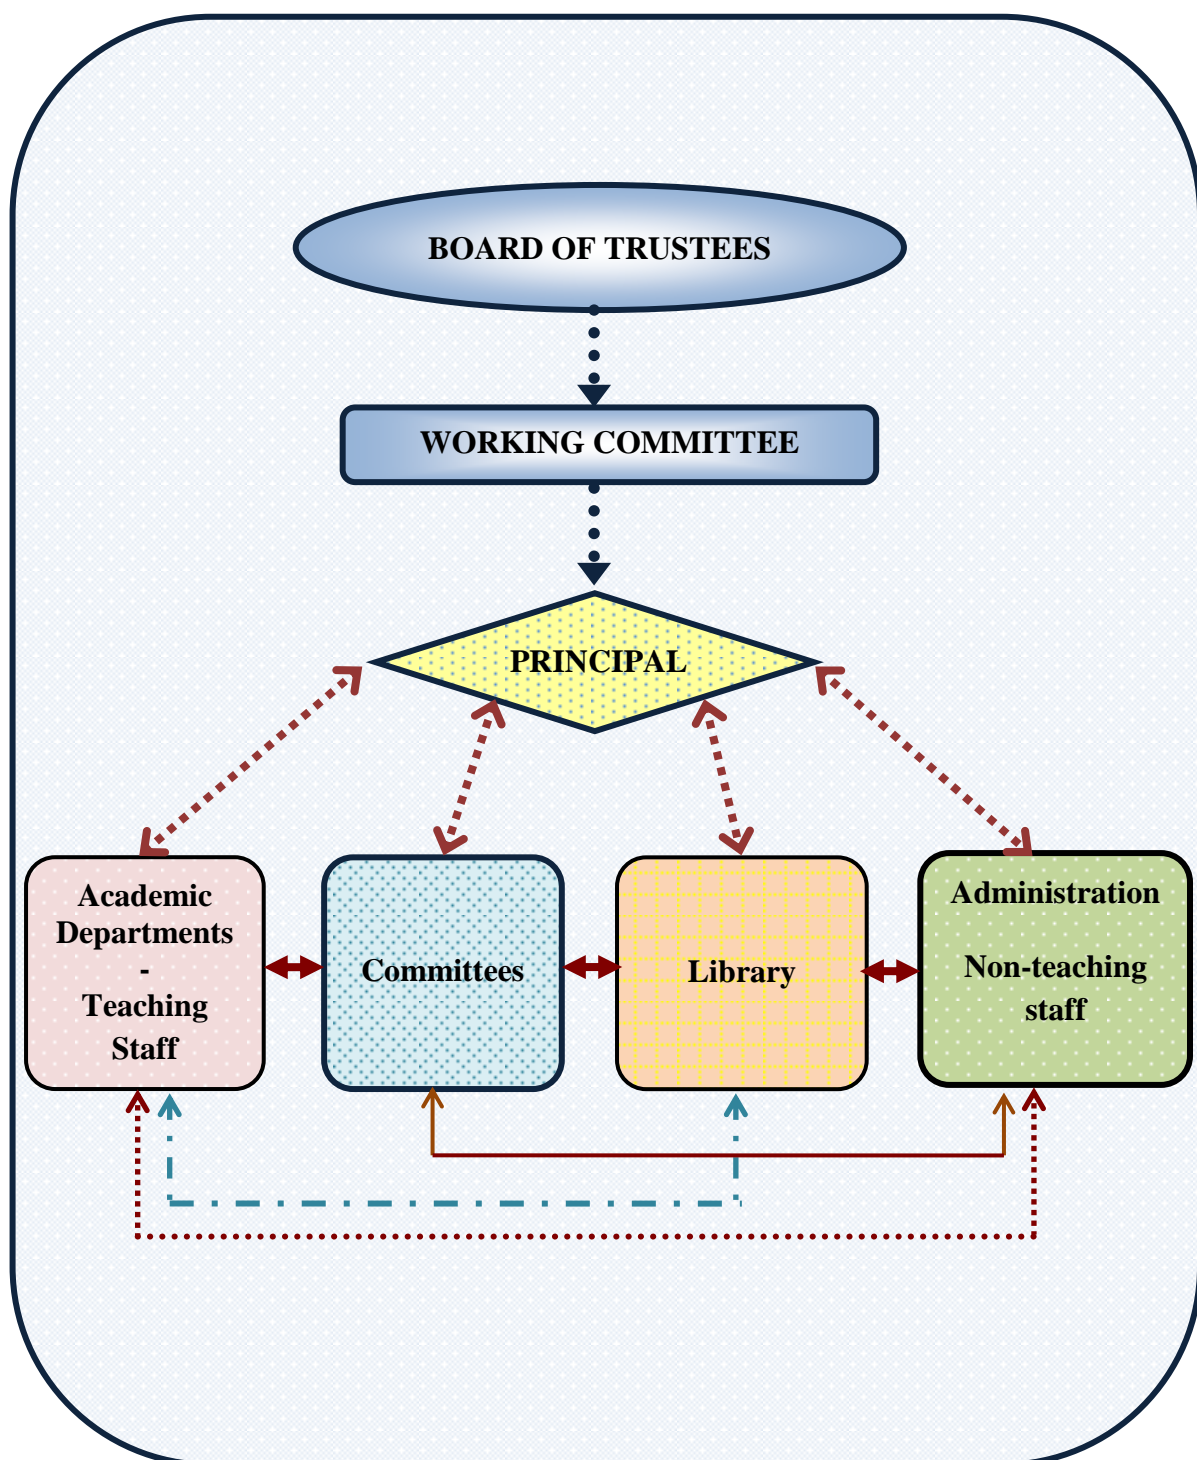 BOARD OF TRUSTEES
WORKING COMMITTEE
PRINCIPAL
Academic
Departments
-
Teaching
Staff
Committees
Library
Administration
Non-teaching
staff